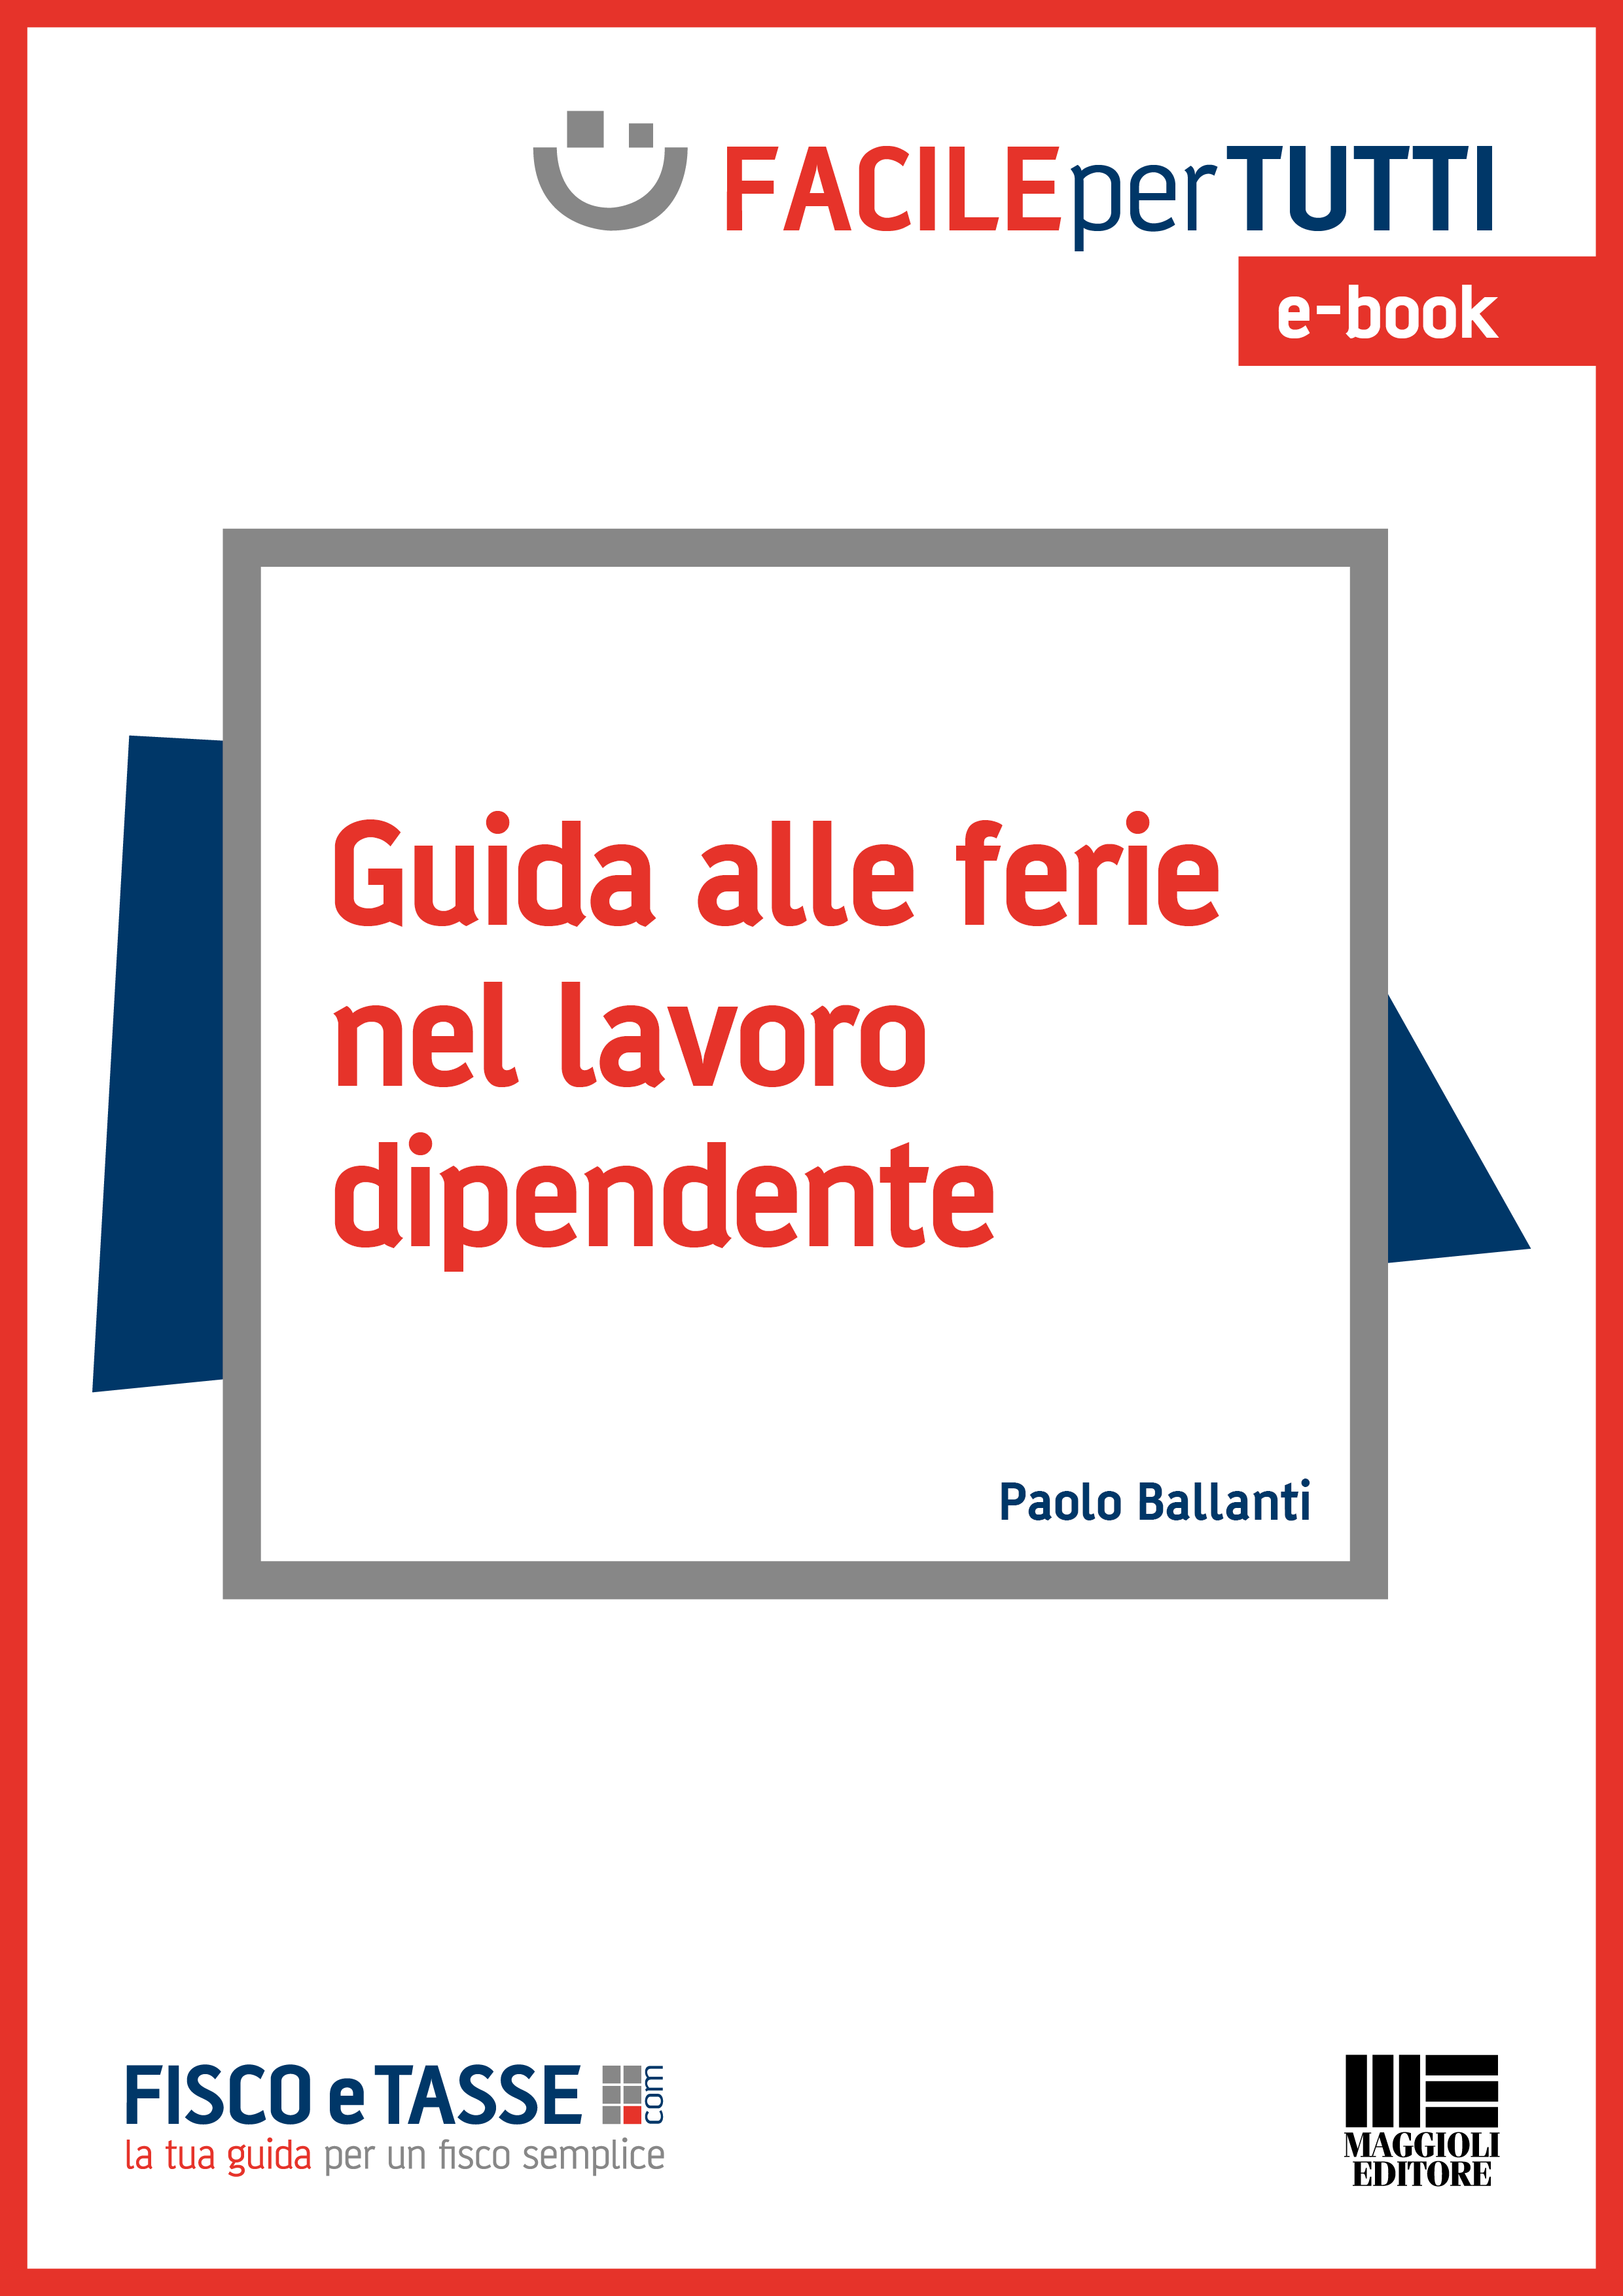 FACILEperTUTTI
e-book
Guida alle ferie
nel lavoro
dipendente
Paolo Ballanti
FISCO e TASSE .com
la tua guida per un fisco semplice
MAGGIOLI
EDITORE